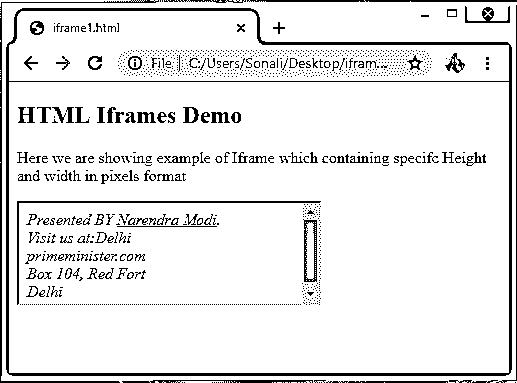 iframe1.html
File | C:/Users/Sonali/Desktop/ifram...
HTML Iframes Demo
Here we are showing example of Iframe which containing specifc Height
and width in pixels format
Presented BY Narendra Modi.
Visit us at:Delhi
primeminister.com
Box 104, Red Fort
Delhi